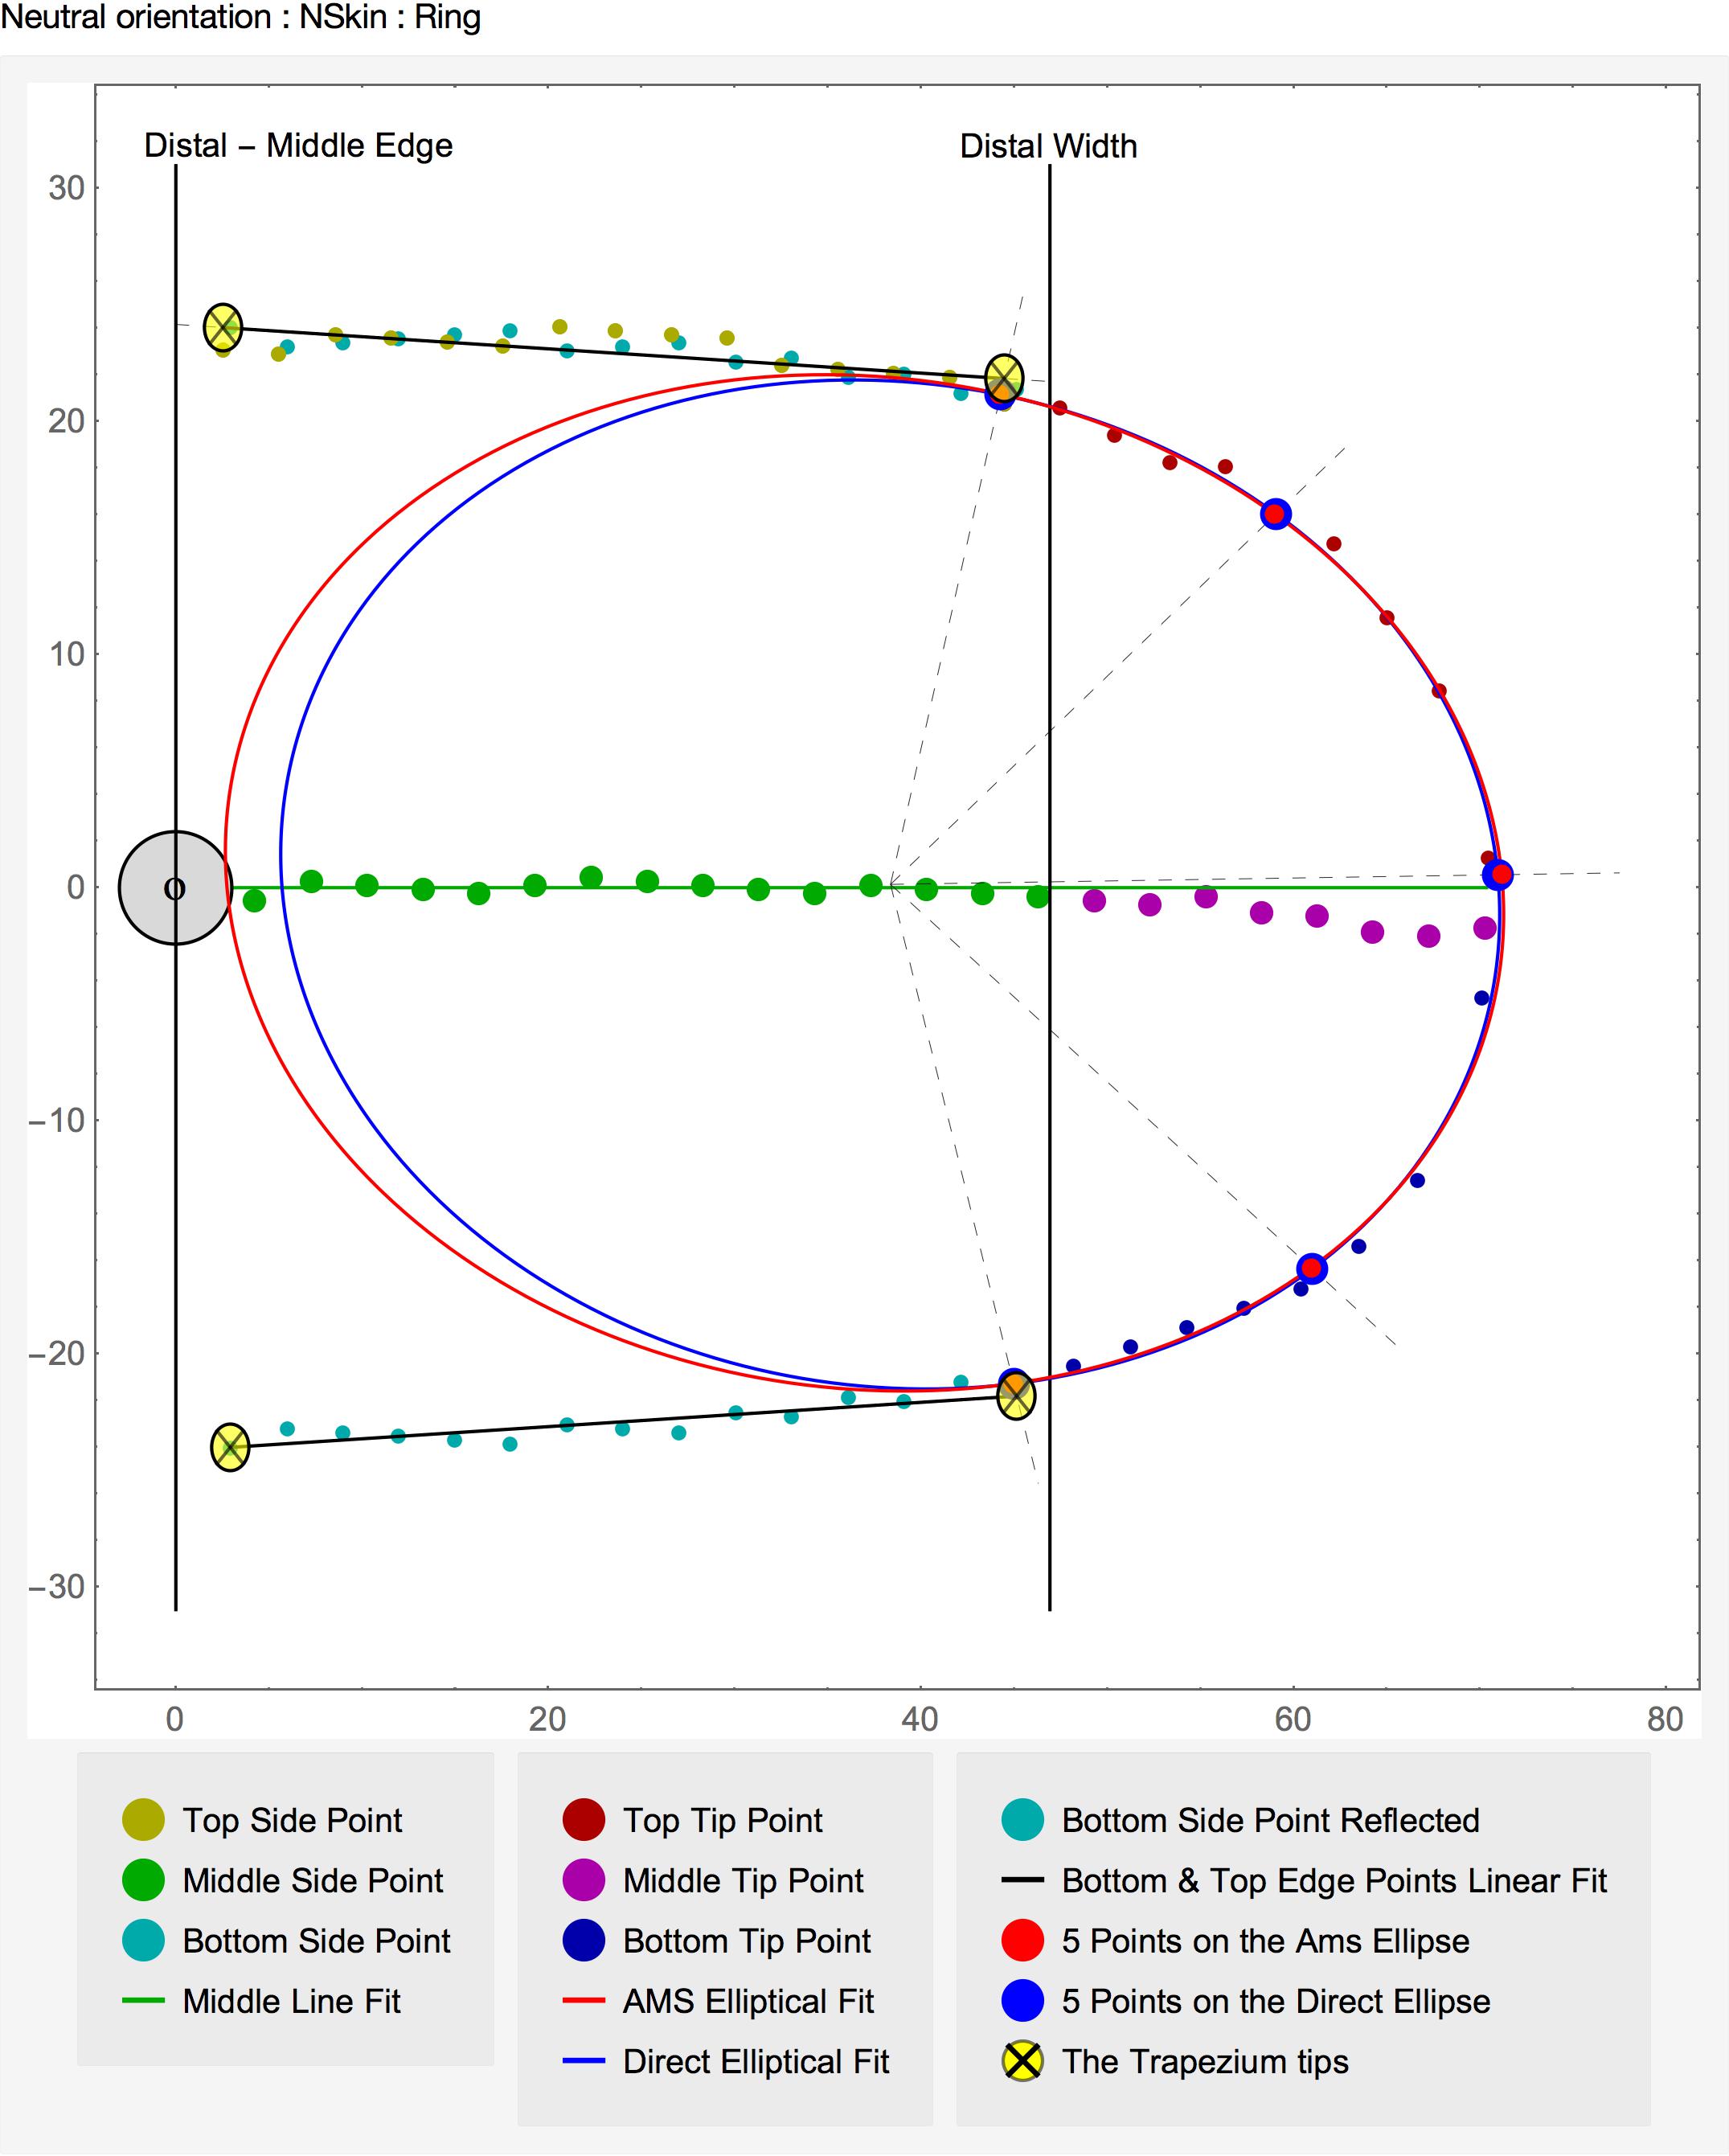 Neutral orientation : NSkin : Ring
Distal – Middle Edge
Distal Width
30
20
10
0
−10
−20
−30
O
0 20 40 60 80
Top Side Point
Middle Side Point
Bottom Side Point
Middle Line Fit
Top Tip Point
Middle Tip Point
Bottom Tip Point
AMS Elliptical Fit
Direct Elliptical Fit
Bottom Side Point Reflected
Bottom & Top Edge Points Linear Fit
5 Points on the Ams Ellipse
5 Points on the Direct Ellipse
The Trapezium tips